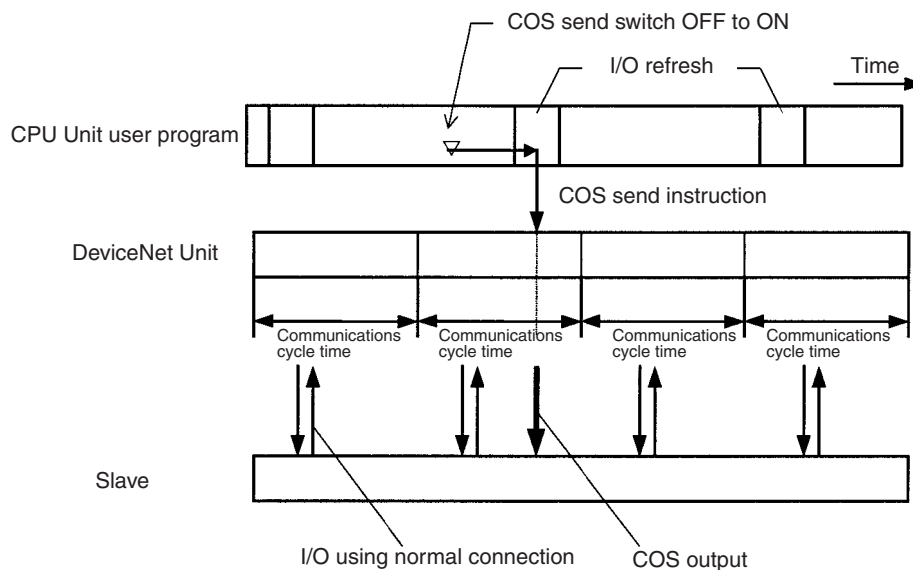 COS send switch OFF to ON
I/O refresh
Time
CPU Unit user program
COS send instruction
DeviceNet Unit
Communications
cycle time
Communications
cycle time
Communications
cycle time
Communications
cycle time
Slave
I/O using normal connection
COS output